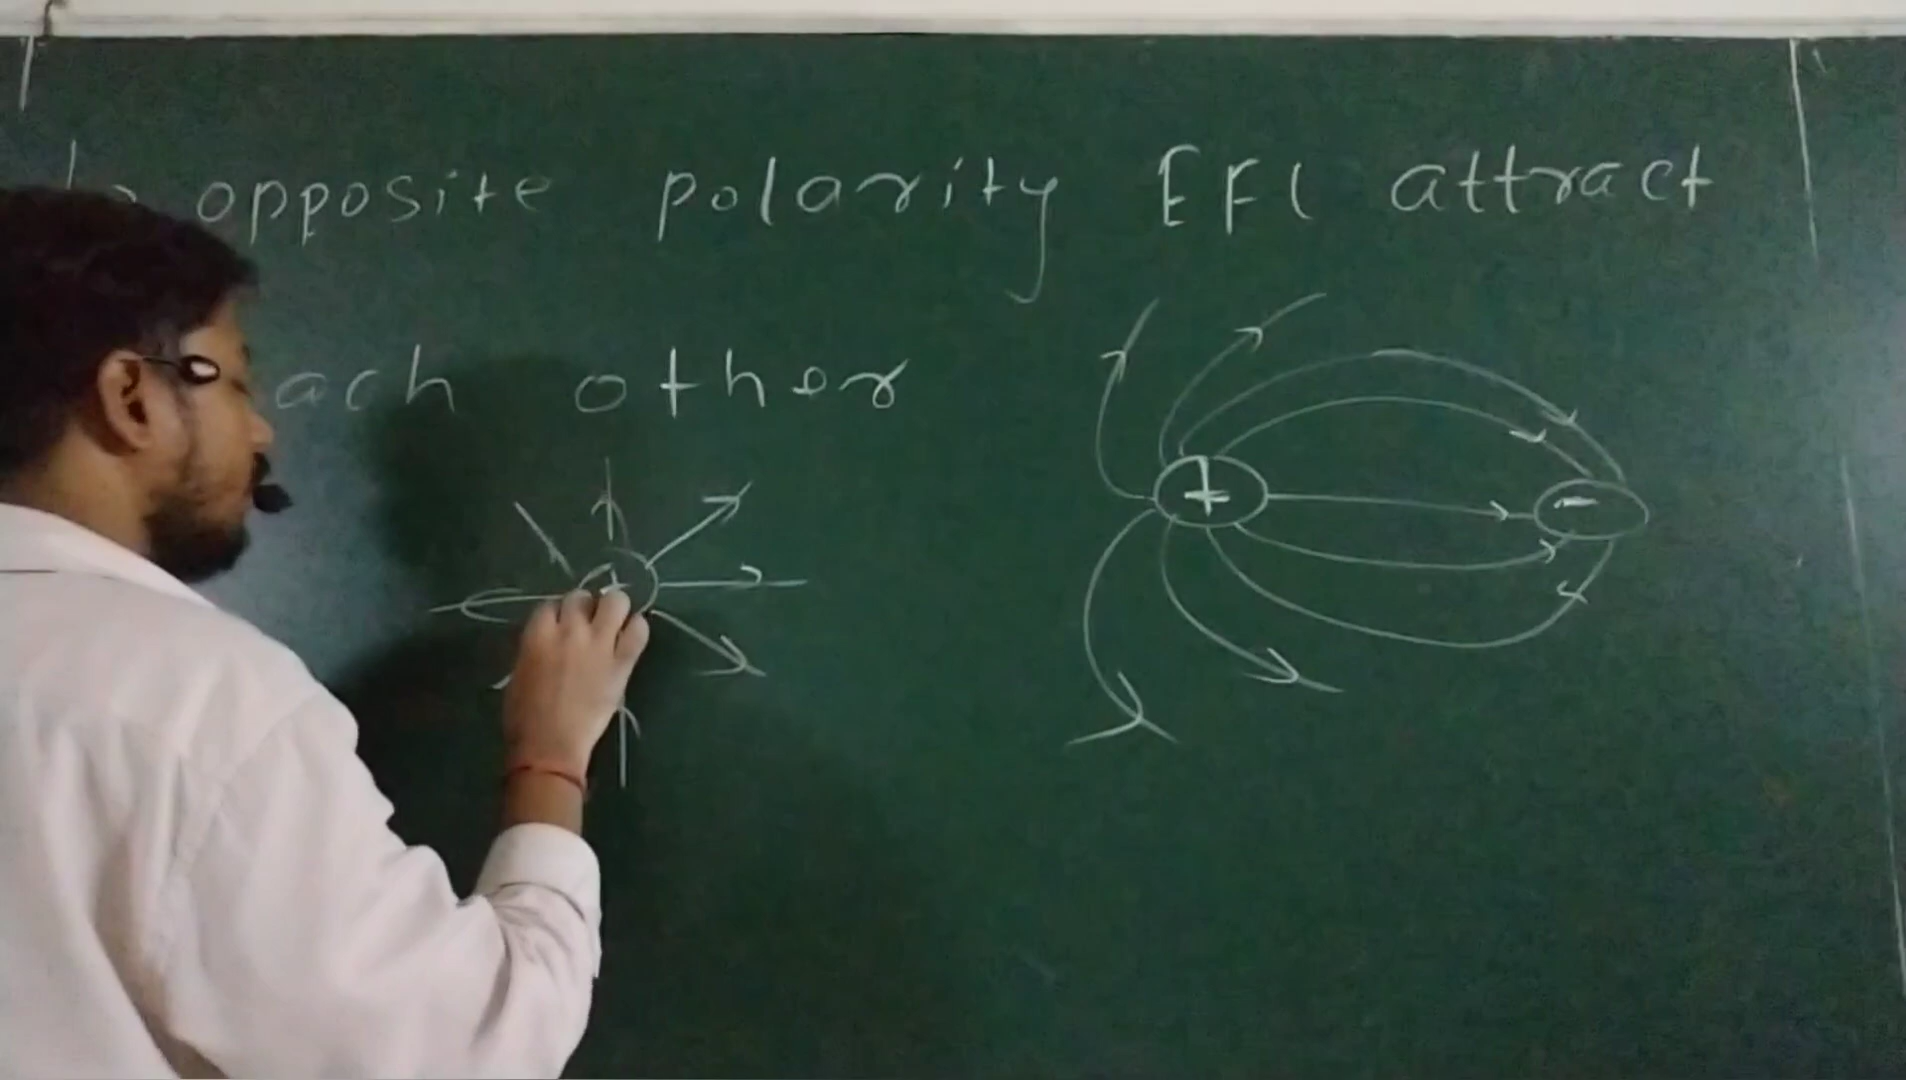 opposite polarity EFL attract
ach other
+ + -